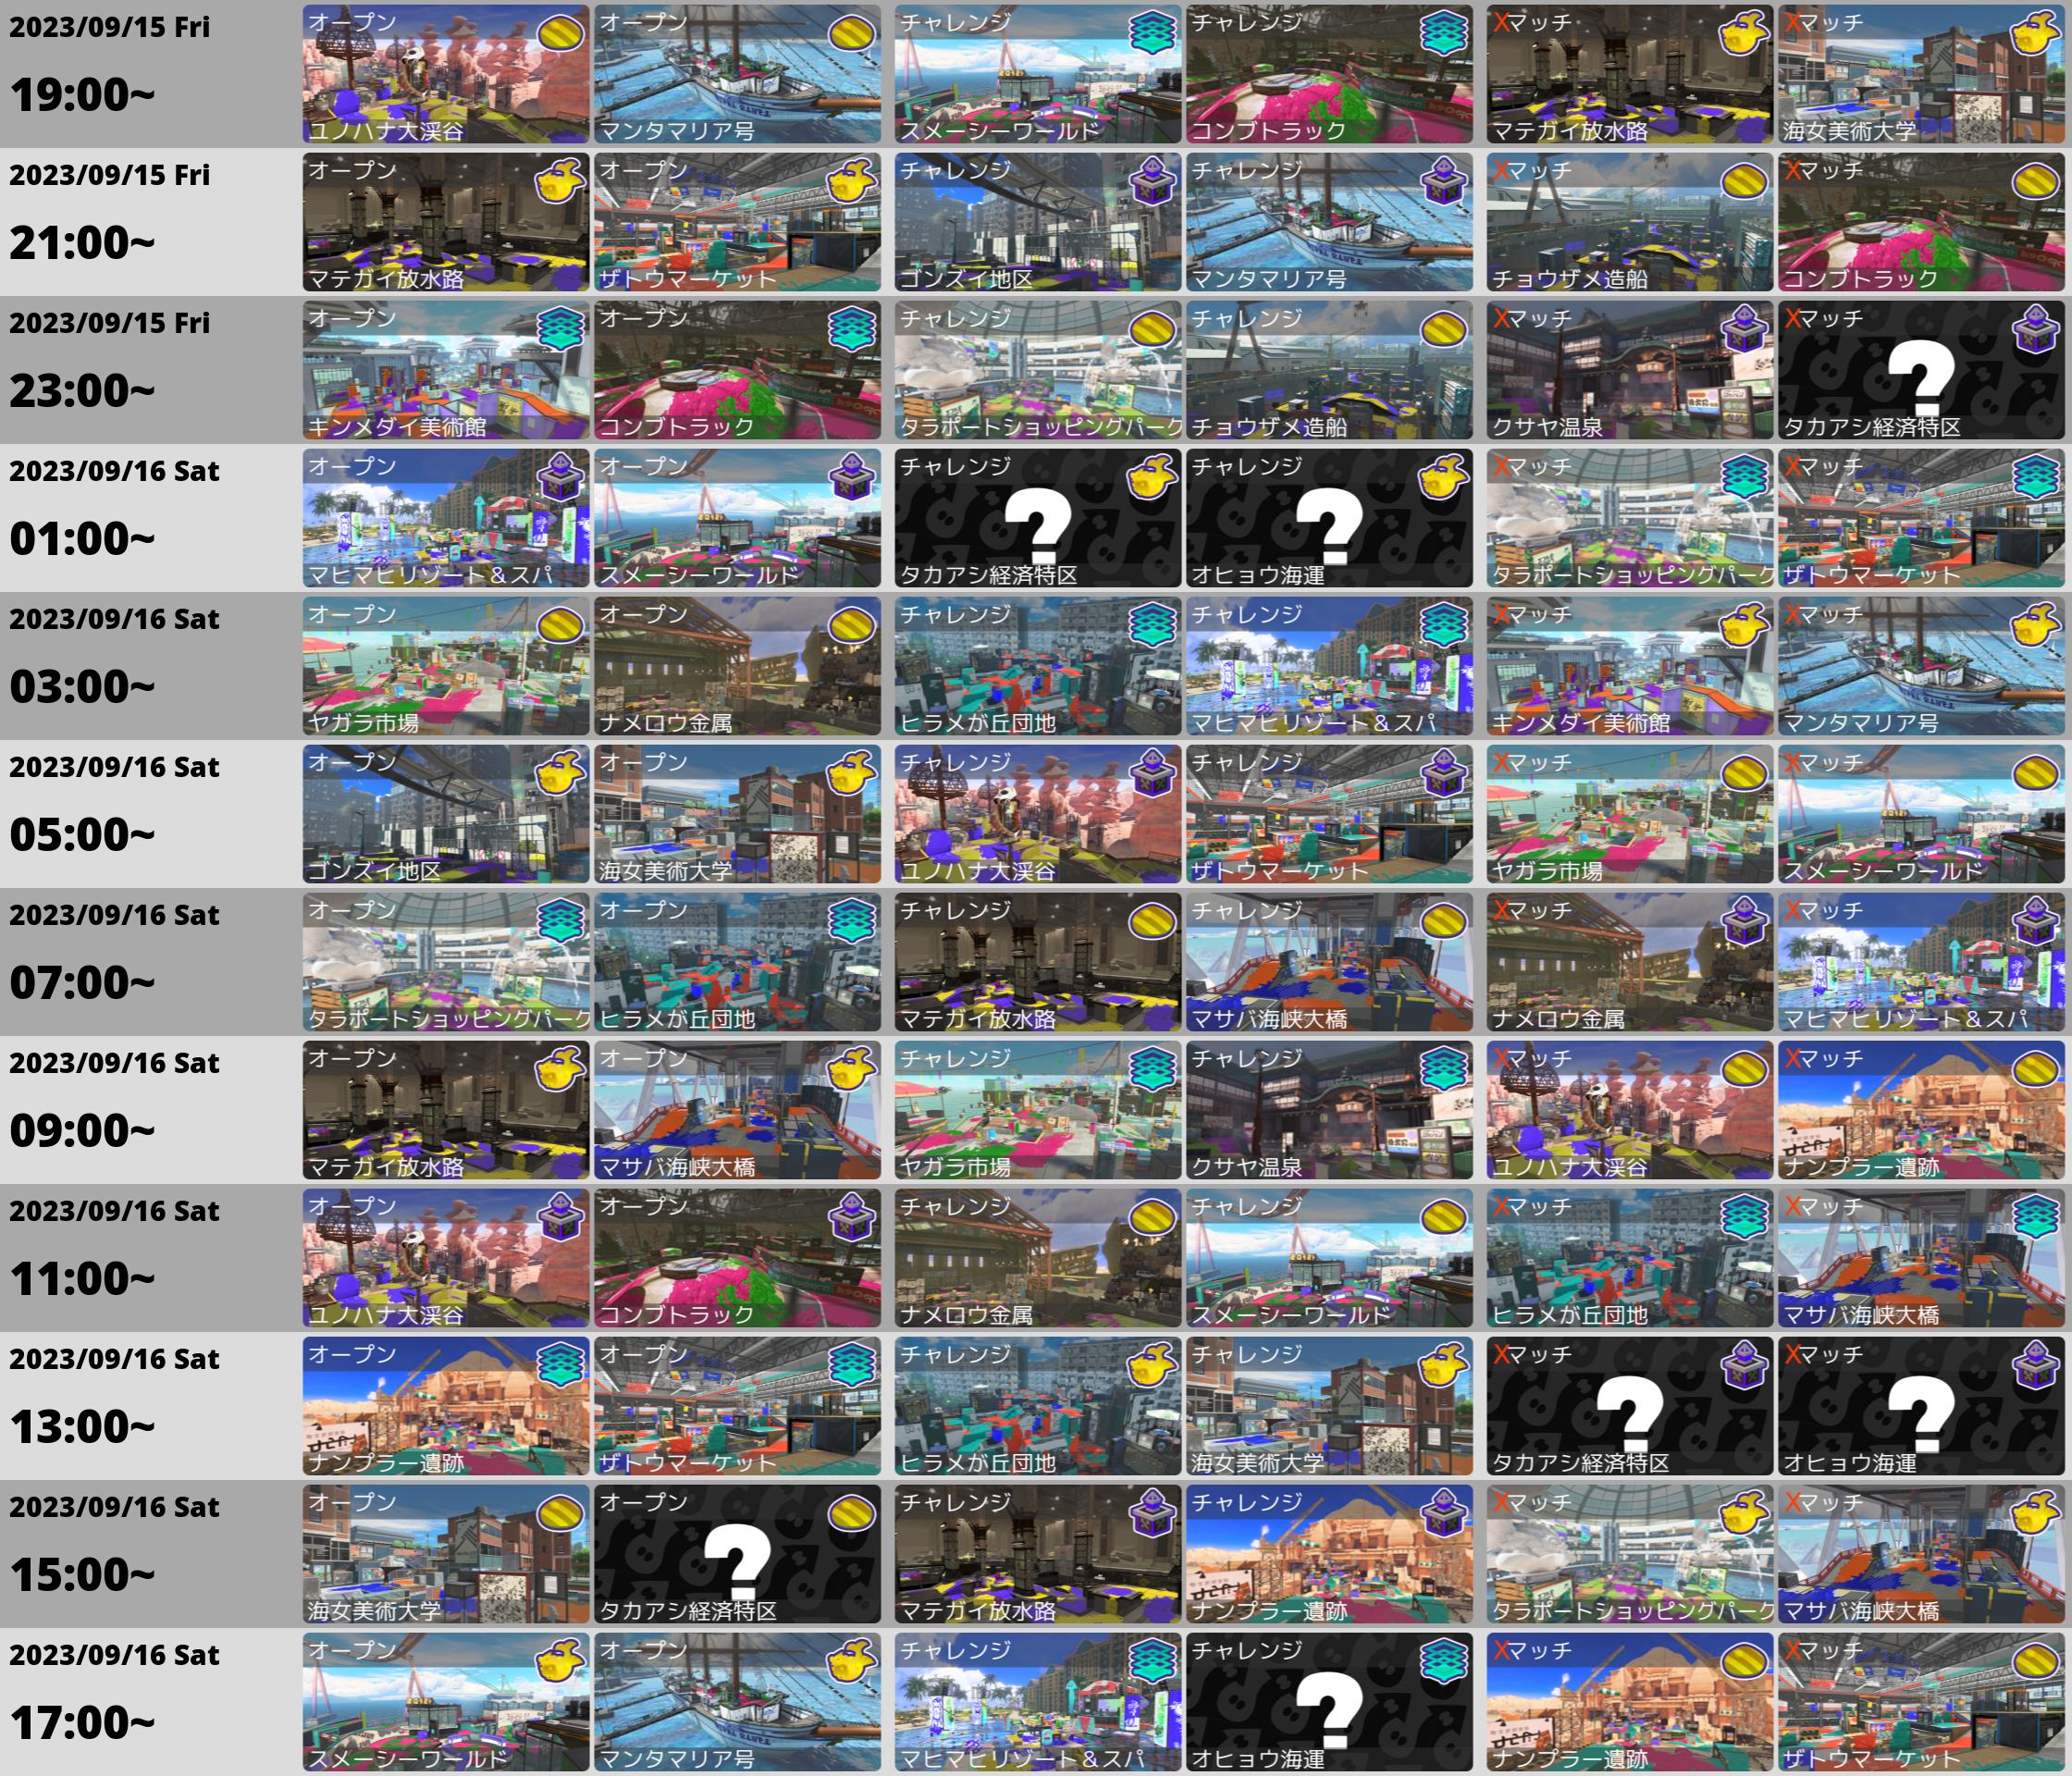 2023/09/15 Fri
19:00~
オープン オープン チャレンジ チャレンジ Xマッチ Xマッチ
ユノハナ大渓谷 マンタマリア号 スメーシーワールド コンブトラック マテガイ放水路 海女美術大学
2023/09/15 Fri
21:00~
オープン オープン チャレンジ チャレンジ Xマッチ Xマッチ
マテガイ放水路 ザトウマーケット ゴンズイ地区 マンタマリア号 チョウザメ造船 コンブトラック
2023/09/15 Fri
23:00~
オープン オープン チャレンジ チャレンジ Xマッチ Xマッチ
キンメダイ美術館 コンブトラック タラポートショッピングパーク チョウザメ造船 クサヤ温泉 タカアシ経済特区
2023/09/16 Sat
01:00~
オープン オープン チャレンジ チャレンジ Xマッチ Xマッチ
マヒマヒリゾート＆スパ スメーシーワールド タカアシ経済特区 オヒョウ海運 タラポートショッピングパーク ザトウマーケット
2023/09/16 Sat
03:00~
オープン オープン チャレンジ チャレンジ Xマッチ Xマッチ
ヤガラ市場 ナメロウ金属 ヒラメが丘団地 マヒマヒリゾート＆スパ キンメダイ美術館 マンタマリア号
2023/09/16 Sat
05:00~
オープン オープン チャレンジ チャレンジ Xマッチ Xマッチ
ゴンズイ地区 海女美術大学 ユノハナ大渓谷 ザトウマーケット ヤガラ市場 スメーシーワールド
2023/09/16 Sat
07:00~
オープン オープン チャレンジ チャレンジ Xマッチ Xマッチ
タラポートショッピングパーク ヒラメが丘団地 マテガイ放水路 マサバ海峡大橋 ナメロウ金属 マヒマヒリゾート＆スパ
2023/09/16 Sat
09:00~
オープン オープン チャレンジ チャレンジ Xマッチ Xマッチ
マテガイ放水路 マサバ海峡大橋 ヤガラ市場 クサヤ温泉 ユノハナ大渓谷 ナンプラー遺跡
2023/09/16 Sat
11:00~
オープン オープン チャレンジ チャレンジ Xマッチ Xマッチ
ユノハナ大渓谷 コンブトラック ナメロウ金属 スメーシーワールド ヒラメが丘団地 マサバ海峡大橋
2023/09/16 Sat
13:00~
オープン オープン チャレンジ チャレンジ Xマッチ Xマッチ
ナンプラー遺跡 ザトウマーケット ヒラメが丘団地 海女美術大学 タカアシ経済特区 オヒョウ海運
2023/09/16 Sat
15:00~
オープン オープン チャレンジ チャレンジ Xマッチ Xマッチ
海女美術大学 タカアシ経済特区 マテガイ放水路 ナンプラー遺跡 タラポートショッピングパーク マサバ海峡大橋
2023/09/16 Sat
17:00~
オープン オープン チャレンジ チャレンジ Xマッチ Xマッチ
スメーシーワールド マンタマリア号 マヒマヒリゾート＆スパ オヒョウ海運 ナンプラー遺跡 ザトウマーケット